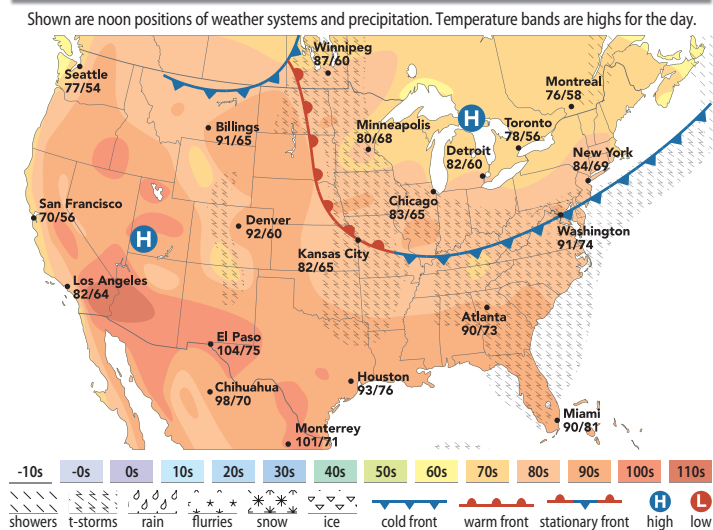 Shown are noon positions of weather systems and precipitation. Temperature bands are highs for the day.
Winnipeg
87/60
Seattle
77/54
Montreal
76/58
Billings
91/65
Minneapolis
80/68
H
Toronto
78/56
Detroit
82/60
New York
84/69
San Francisco
70/56
Chicago
83/65
Denver
92/60
H
Washington
91/74
Kansas City
82/65
Los Angeles
82/64
Atlanta
90/73
El Paso
104/75
Chihuahua
98/70
Houston
93/76
Miami
90/81
Monterrey
101/71
-10s -0s 0s 10s 20s 30s 40s 50s 60s 70s 80s 90s 100s 110s
H L
showers t-storms rain flurries snow ice cold front warm front stationary front high low